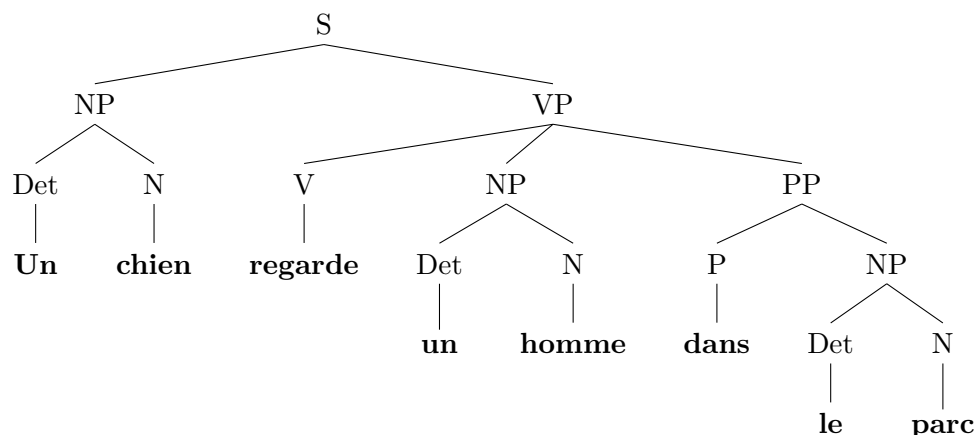 S
NP VP
Det N V NP PP
Un chien regarde Det N P NP
un homme dans Det N
le parc